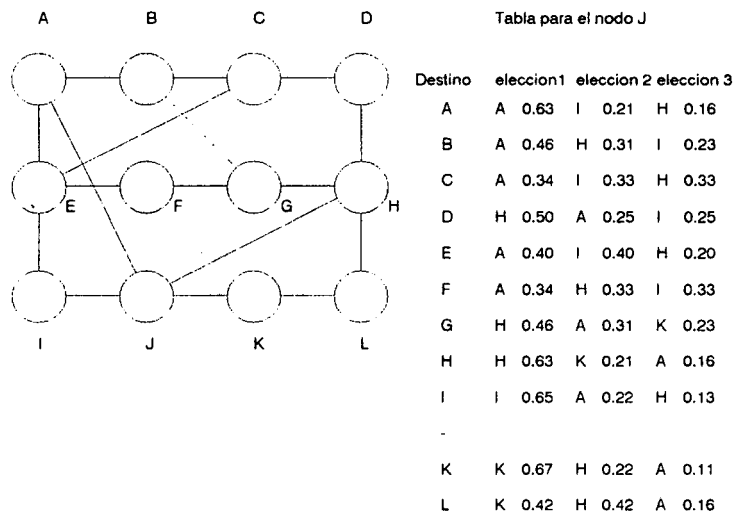 A B C D
E F G H
I J K L
Tabla para el nodo J
Destino eleccion1 eleccion 2 eleccion 3
A A 0.63 I 0.21 H 0.16
B A 0.46 H 0.31 I 0.23
C A 0.34 I 0.33 H 0.33
D H 0.50 A 0.25 I 0.25
E A 0.40 I 0.40 H 0.20
F A 0.34 H 0.33 I 0.33
G H 0.46 A 0.31 K 0.23
H H 0.63 K 0.21 A 0.16
I I 0.65 A 0.22 H 0.13
-
K K 0.67 H 0.22 A 0.11
L K 0.42 H 0.42 A 0.16